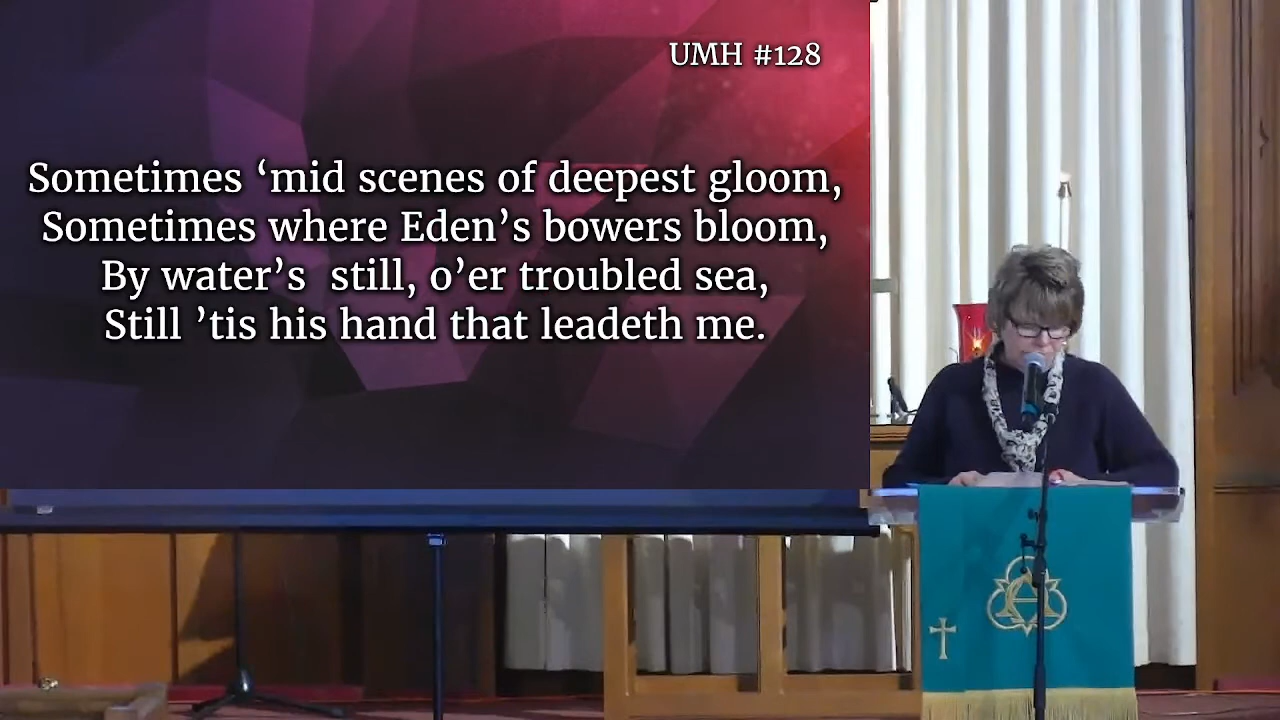 UMH #128
Sometimes ‘mid scenes of deepest gloom,
Sometimes where Eden’s bowers bloom,
By water’s  still, o’er troubled sea,
Still ’tis his hand that leadeth me.